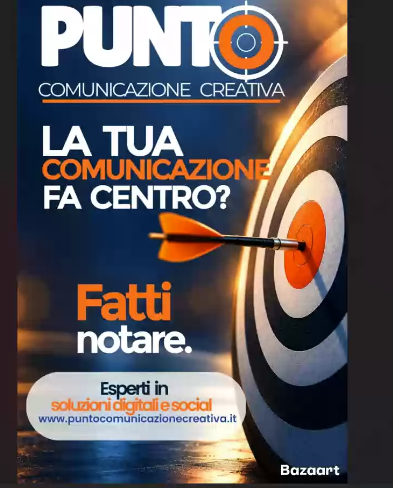 PUNTO
COMUNICAZIONE CREATIVA
LA TUA
COMUNICAZIONE
FA CENTRO?
Fatti
notare.
Esperti in
soluzioni digitali e social
www.puntocomunicazionecreativa.it
Bazaart